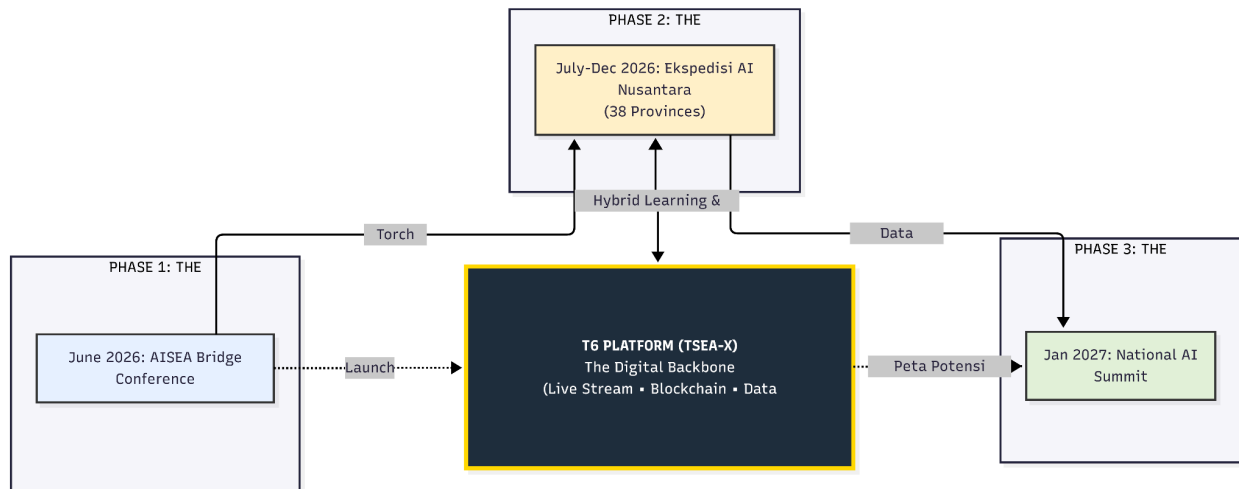 PHASE 2: THE
July-Dec 2026: Ekspedisi AI
Nusantara
(38 Provinces)
Hybrid Learning &
Torch
Data
PHASE 1: THE
PHASE 3: THE
June 2026: AISEA Bridge
Conference
Launch
T6 PLATFORM (TSEA-X)
The Digital Backbone
(Live Stream • Blockchain • Data
Peta Potensi
Jan 2027: National AI
Summit